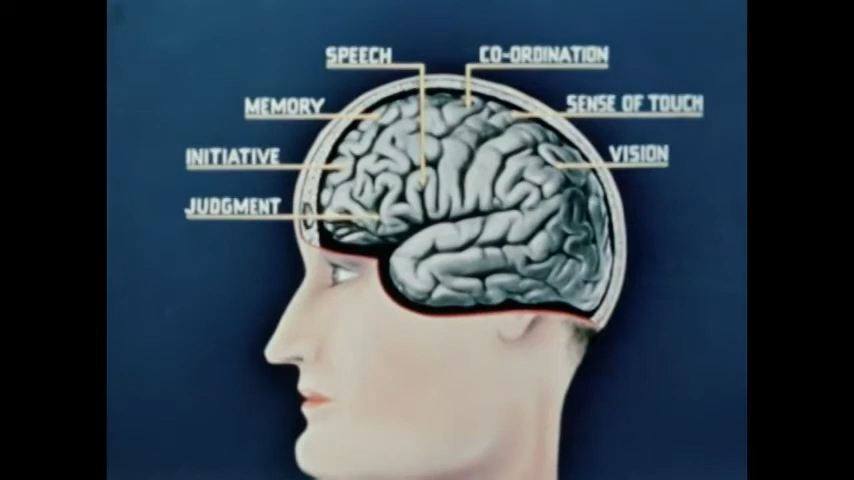 SPEECH
CO-ORDINATION
MEMORY
SENSE OF TOUCH
INITIATIVE
VISION
JUDGMENT